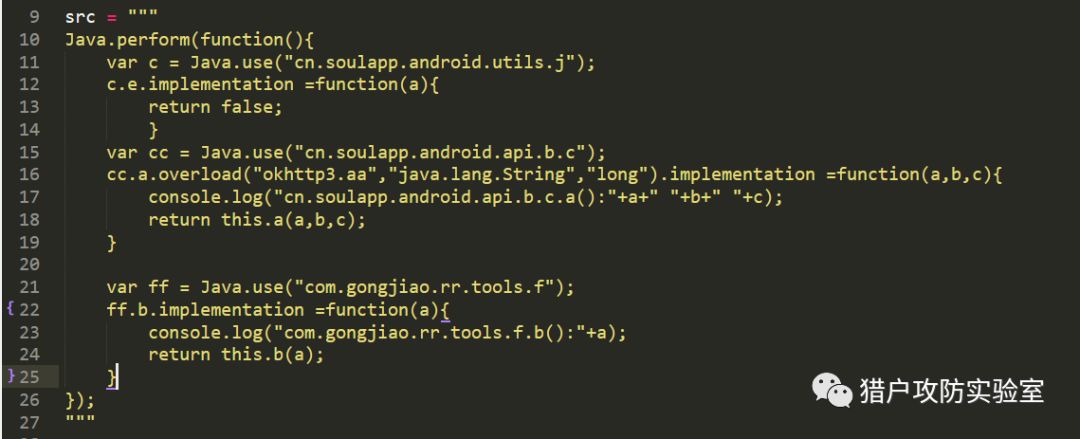 9 src = """
10 Java.perform(function(){
11 var c = Java.use("cn.soulapp.android.utils.j");
12 c.e.implementation =function(a){
13 return false;
14 }
15 var cc = Java.use("cn.soulapp.android.api.b.c");
16 cc.a.overload("okhttp3.aa","java.lang.String","long").implementation =function(a,b,c){
17 console.log("cn.soulapp.android.api.b.c.a():"+a+" "+b+" "+c);
18 return this.a(a,b,c);
19 }
20
21 var ff = Java.use("com.gongjiao.rr.tools.f");
{ 22 ff.b.implementation =function(a){
23 console.log("com.gongjiao.rr.tools.f.b():"+a);
24 return this.b(a);
} 25 }
26 });
27 """
猎户攻防实验室